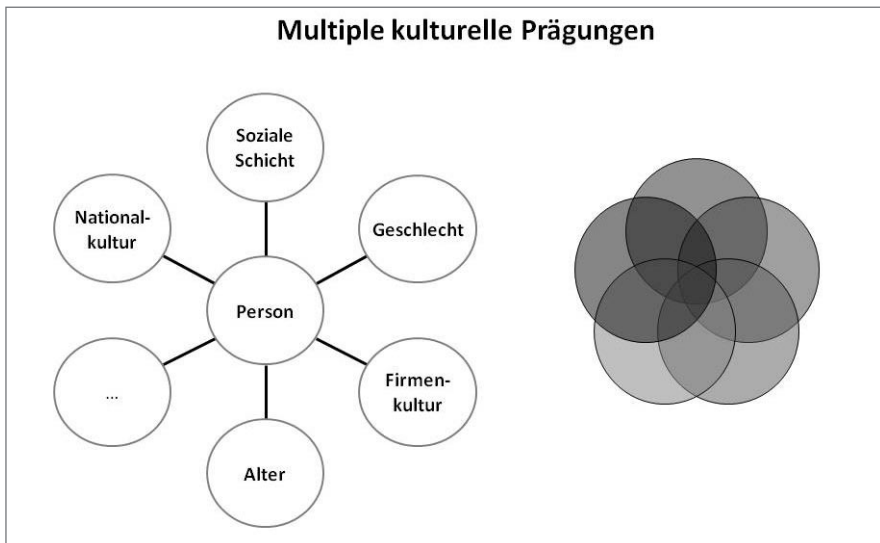 Multiple kulturelle Prägungen
Soziale
Schicht
National-
kultur
Geschlecht
Person
...
Firmen-
kultur
Alter